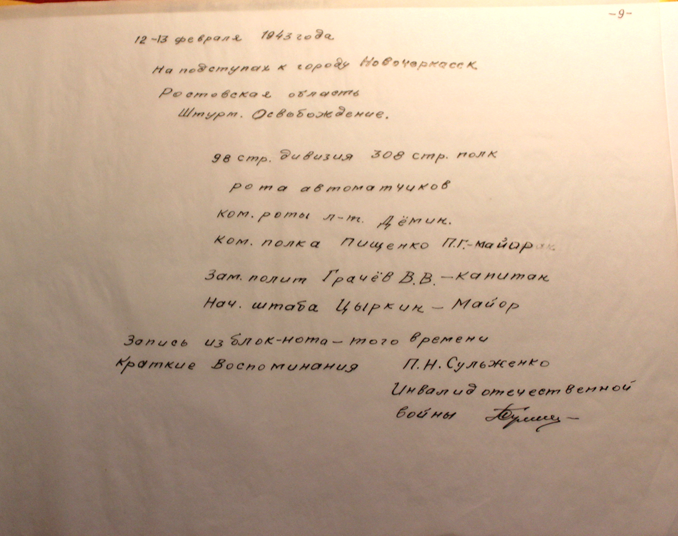 -9-
12-13 февраля 1943 года
На подступах к городу Новочеркасск
Ростовская область
Штурм. Освобождение.
98 стр. дивизия 308 стр. полк
рота автоматчиков
ком. роты л-т. Дёмин.
ком. полка Пищенко П.Г.-майор
Зам. полит Грачёв В.В. - капитан
Нач. штаба Цыркин - Майор
Запись из блок-нота - того времени
Краткие Воспоминания П.Н. Сульженко
Инвалид отечественной
войны